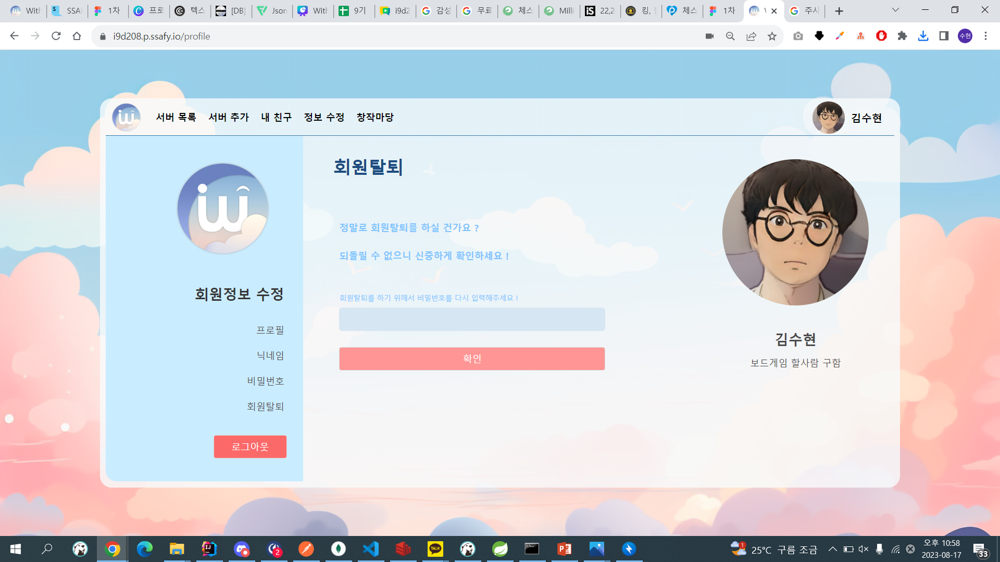 With
SSA
1차
프로
텍스
[DB]
Json
With
9기
i9d2
감성
무료
체스
Milli
22,2
킹,
체스
1차
주사
i9d208.p.ssafy.io/profile
수현
서버 목록
서버 추가
내 친구
정보 수정
창작마당
김수현
회원정보 수정
프로필
닉네임
비밀번호
회원탈퇴
로그아웃
회원탈퇴
정말로 회원탈퇴를 하실 건가요 ?
되돌릴 수 없으니 신중하게 확인하세요 !
회원탈퇴를 하기 위해서 비밀번호를 다시 입력해주세요 !
확인
김수현
보드게임 할사람 구함
2
TALK
1
25°C 구름 조금
오후 10:58
2023-08-17
33